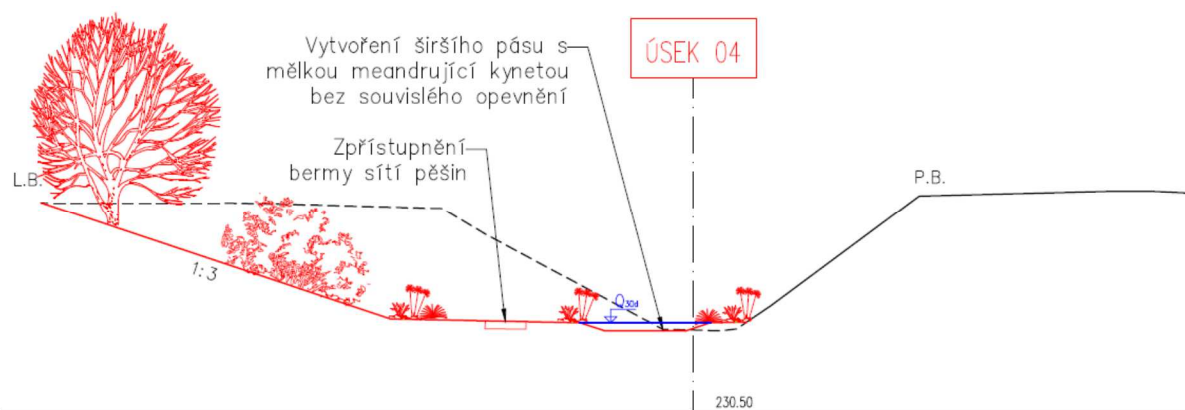 Vytvoření širšího pásu s
mělkou meandrující kynetou
bez souvislého opevnění
ÚSEK 04
Zpřístupnění
bermy sítí pěšin
L.B.
P.B.
1:3
Q30d
230.50